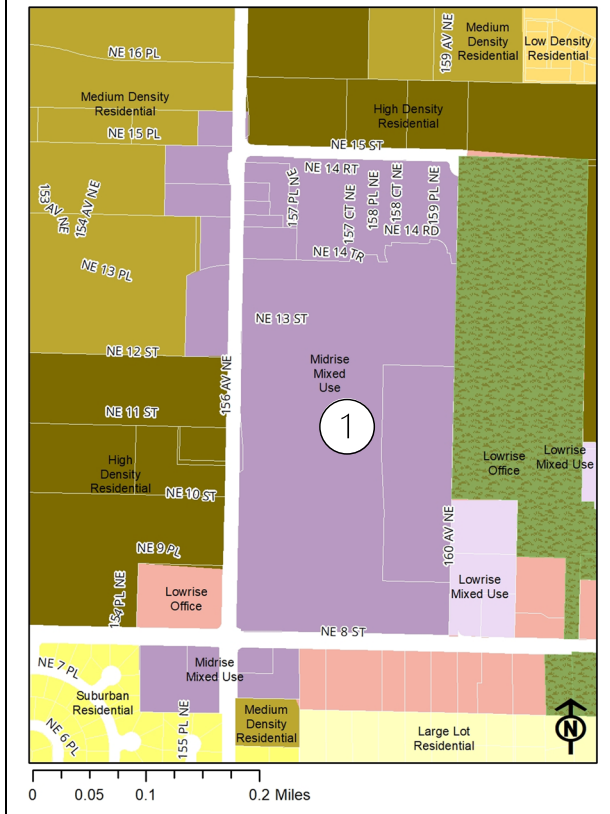 159 AV NE
Medium
Density
Residential
Low Density
Residential
NE 16 PL
Medium Density
Residential
High Density
Residential
NE 15 PL
NE 15 ST
NE 14 RT
157 PL NE
157 CT NE
158 PL NE
158 CT NE
159 PL NE
153 AV NE
154 AV NE
NE 14 RD
NE 14 TR
NE 13 PL
NE 13 ST
NE 12 ST
156 AV NE
Midrise
Mixed
Use
NE 11 ST
1
High
Density
Residential
NE 10 ST
Lowrise
Office
Lowrise
Mixed Use
160 AV NE
NE 9 PL
154 PL NE
Lowrise
Office
Lowrise
Mixed Use
NE 8 ST
NE 7 PL
Midrise
Mixed Use
Suburban
Residential
155 PL NE
NE 6 PL
Medium
Density
Residential
Large Lot
Residential
N
0 0.05 0.1 0.2 Miles